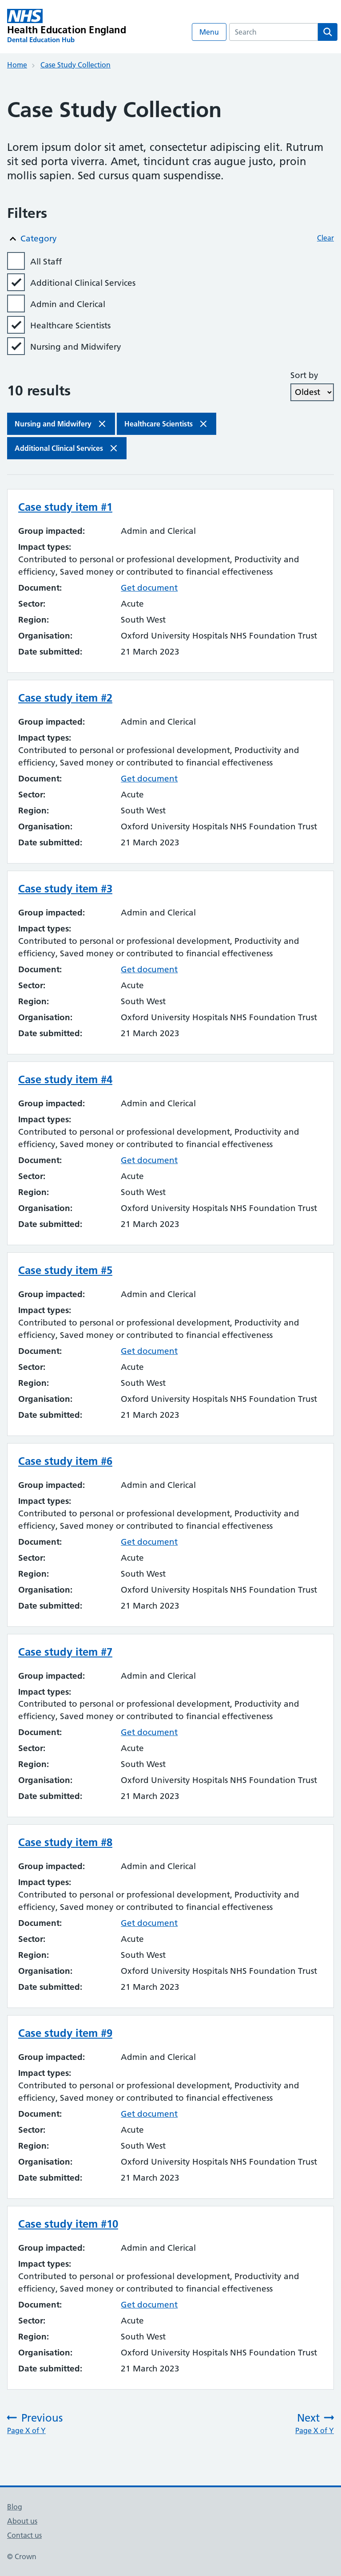 NHS
Health Education England
Dental Education Hub
Menu
Search
Home
Case Study Collection
Case Study Collection
Lorem ipsum dolor sit amet, consectetur adipiscing elit. Rutrum
sit sed porta viverra. Amet, tincidunt cras augue justo, proin
mollis sapien. Sed cursus quam suspendisse.
Filters
Category
Clear
All Staff
Additional Clinical Services
Admin and Clerical
Healthcare Scientists
Nursing and Midwifery
10 results
Sort by
Oldest
Nursing and Midwifery
Healthcare Scientists
Additional Clinical Services
Case study item #1
Group impacted: Admin and Clerical
Impact types:
Contributed to personal or professional development, Productivity and
efficiency, Saved money or contributed to financial effectiveness
Document: Get document
Sector: Acute
Region: South West
Organisation: Oxford University Hospitals NHS Foundation Trust
Date submitted: 21 March 2023
Case study item #2
Group impacted: Admin and Clerical
Impact types:
Contributed to personal or professional development, Productivity and
efficiency, Saved money or contributed to financial effectiveness
Document: Get document
Sector: Acute
Region: South West
Organisation: Oxford University Hospitals NHS Foundation Trust
Date submitted: 21 March 2023
Case study item #3
Group impacted: Admin and Clerical
Impact types:
Contributed to personal or professional development, Productivity and
efficiency, Saved money or contributed to financial effectiveness
Document: Get document
Sector: Acute
Region: South West
Organisation: Oxford University Hospitals NHS Foundation Trust
Date submitted: 21 March 2023
Case study item #4
Group impacted: Admin and Clerical
Impact types:
Contributed to personal or professional development, Productivity and
efficiency, Saved money or contributed to financial effectiveness
Document: Get document
Sector: Acute
Region: South West
Organisation: Oxford University Hospitals NHS Foundation Trust
Date submitted: 21 March 2023
Case study item #5
Group impacted: Admin and Clerical
Impact types:
Contributed to personal or professional development, Productivity and
efficiency, Saved money or contributed to financial effectiveness
Document: Get document
Sector: Acute
Region: South West
Organisation: Oxford University Hospitals NHS Foundation Trust
Date submitted: 21 March 2023
Case study item #6
Group impacted: Admin and Clerical
Impact types:
Contributed to personal or professional development, Productivity and
efficiency, Saved money or contributed to financial effectiveness
Document: Get document
Sector: Acute
Region: South West
Organisation: Oxford University Hospitals NHS Foundation Trust
Date submitted: 21 March 2023
Case study item #7
Group impacted: Admin and Clerical
Impact types:
Contributed to personal or professional development, Productivity and
efficiency, Saved money or contributed to financial effectiveness
Document: Get document
Sector: Acute
Region: South West
Organisation: Oxford University Hospitals NHS Foundation Trust
Date submitted: 21 March 2023
Case study item #8
Group impacted: Admin and Clerical
Impact types:
Contributed to personal or professional development, Productivity and
efficiency, Saved money or contributed to financial effectiveness
Document: Get document
Sector: Acute
Region: South West
Organisation: Oxford University Hospitals NHS Foundation Trust
Date submitted: 21 March 2023
Case study item #9
Group impacted: Admin and Clerical
Impact types:
Contributed to personal or professional development, Productivity and
efficiency, Saved money or contributed to financial effectiveness
Document: Get document
Sector: Acute
Region: South West
Organisation: Oxford University Hospitals NHS Foundation Trust
Date submitted: 21 March 2023
Case study item #10
Group impacted: Admin and Clerical
Impact types:
Contributed to personal or professional development, Productivity and
efficiency, Saved money or contributed to financial effectiveness
Document: Get document
Sector: Acute
Region: South West
Organisation: Oxford University Hospitals NHS Foundation Trust
Date submitted: 21 March 2023
Previous
Page X of Y
Next
Page X of Y
Blog
About us
Contact us
© Crown